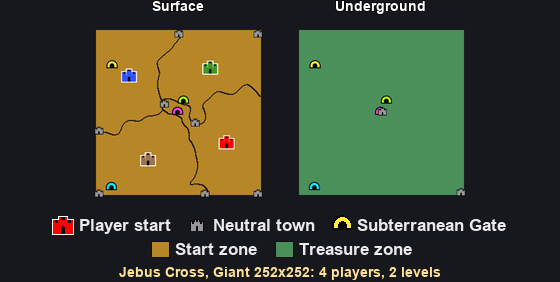 Surface Underground
Player start Neutral town Subterranean Gate
Start zone Treasure zone
Jebus Cross, Giant 252x252: 4 players, 2 levels